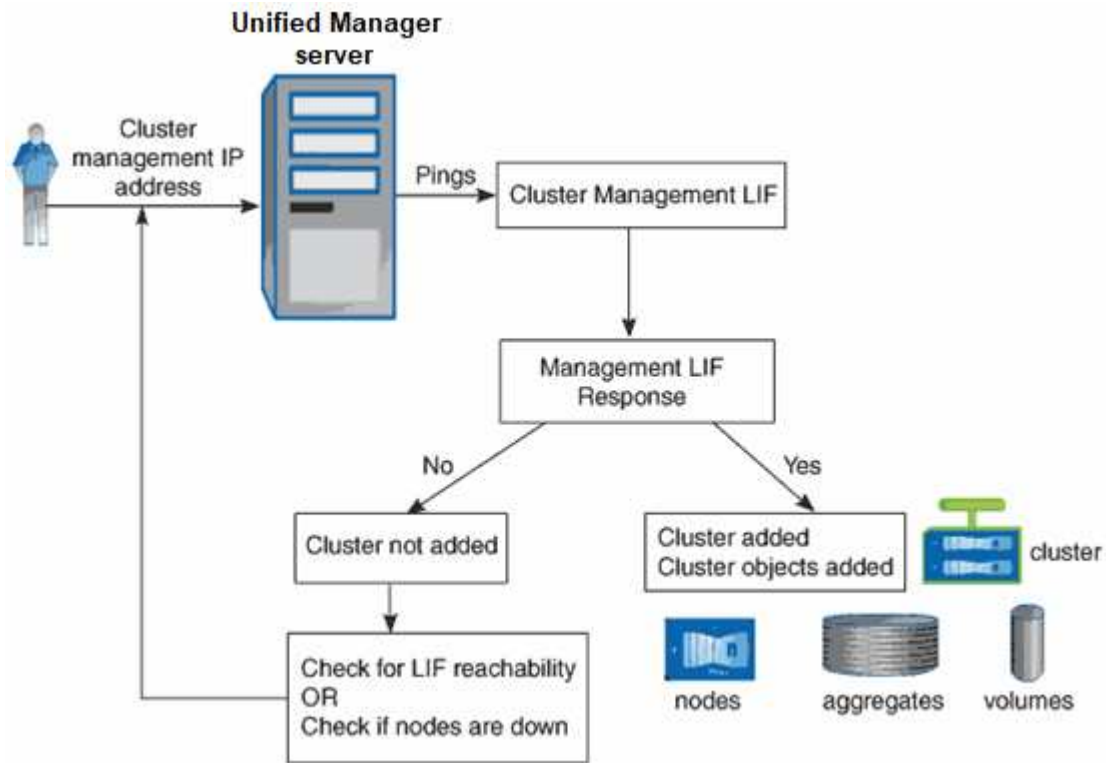 Unified Manager
server
Cluster
management IP
address
Pings
Cluster Management LIF
Management LIF
Response
No
Yes
Cluster not added
Cluster added
Cluster objects added
cluster
Check for LIF reachability
OR
Check if nodes are down
nodes
aggregates
volumes